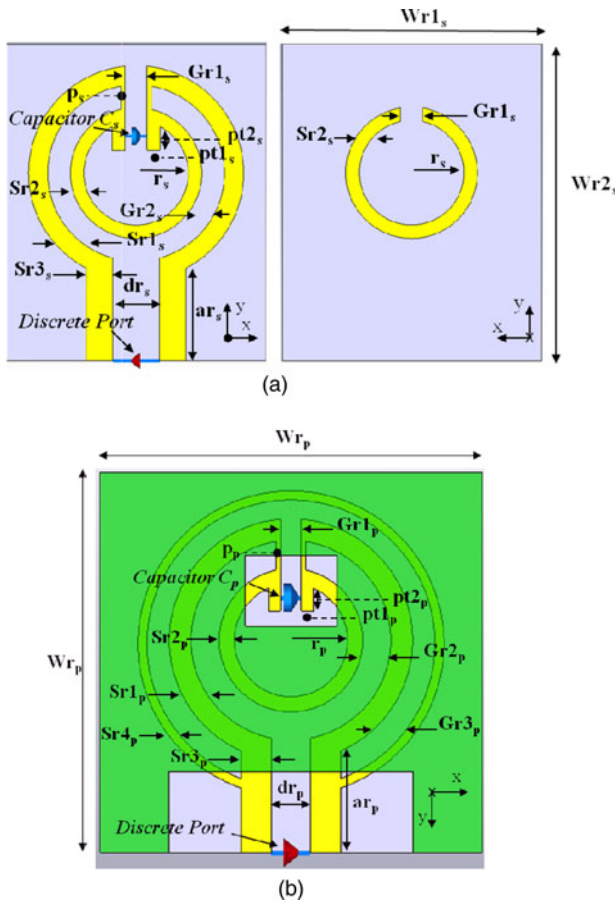 Wr1s
Gr1s
ps
Capacitor Cs
pt2s
pt1s
rs
Sr2s
Gr2s
Sr1s
Sr3s
drs
ars
Discrete Port
y
x
Gr1s
Sr2s
rs
Wr2s
y
x
(a)
Wrp
Gr1p
pp
Capacitor Cp
pt2p
pt1p
Sr2p
rp
Wrp
Gr2p
Sr1p
Gr3p
Sr4p
Sr3p
x
drp
arp
y
Discrete Port
(b)